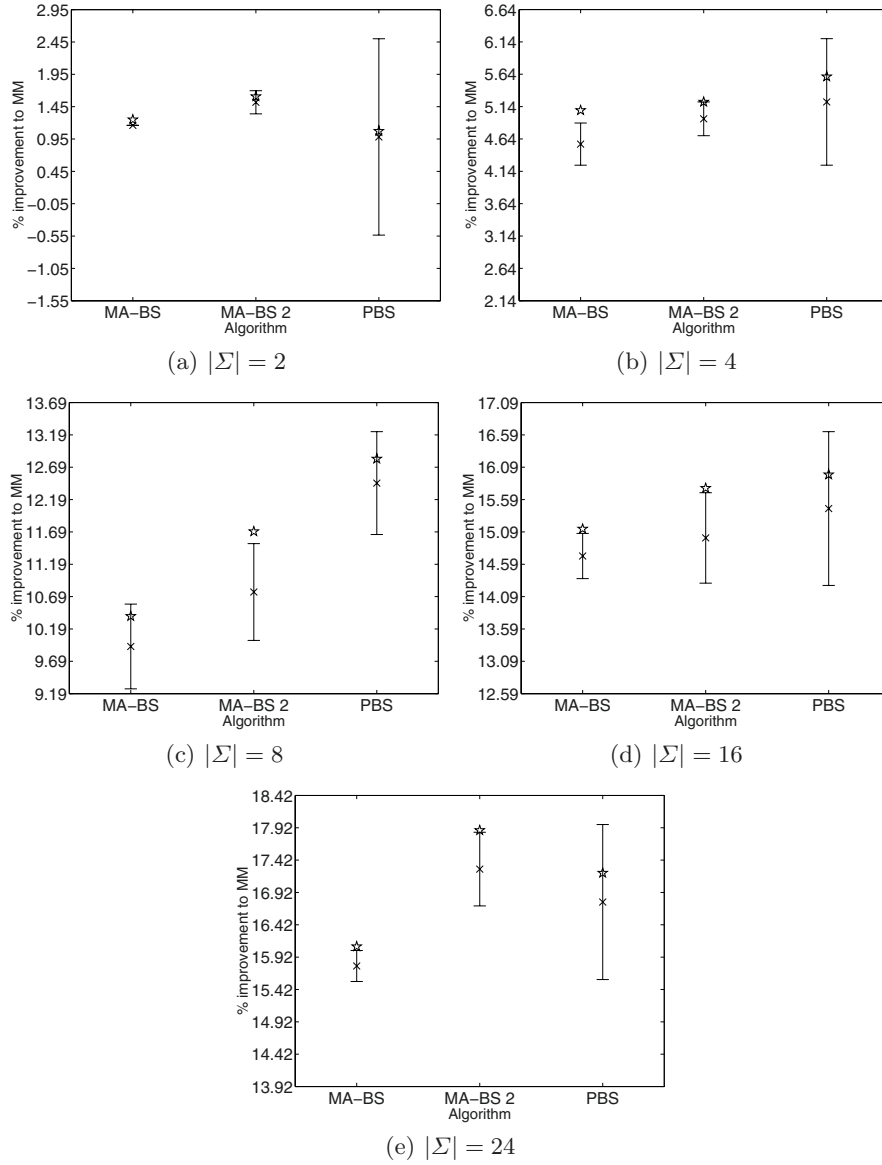 2.95
2.45
1.95
1.45
0.95
0.45
−0.05
−0.55
−1.05
−1.55
% improvement to MM
MA−BS
MA−BS 2
PBS
Algorithm
(a) |Σ| = 2
6.64
6.14
5.64
5.14
4.64
4.14
3.64
3.14
2.64
2.14
% improvement to MM
MA−BS
MA−BS 2
PBS
Algorithm
(b) |Σ| = 4
13.69
13.19
12.69
12.19
11.69
11.19
10.69
10.19
9.69
9.19
% improvement to MM
MA−BS
MA−BS 2
PBS
Algorithm
(c) |Σ| = 8
17.09
16.59
16.09
15.59
15.09
14.59
14.09
13.59
13.09
12.59
% improvement to MM
MA−BS
MA−BS 2
PBS
Algorithm
(d) |Σ| = 16
18.42
17.92
17.42
16.92
16.42
15.92
15.42
14.92
14.42
13.92
% improvement to MM
MA−BS
MA−BS 2
PBS
Algorithm
(e) |Σ| = 24